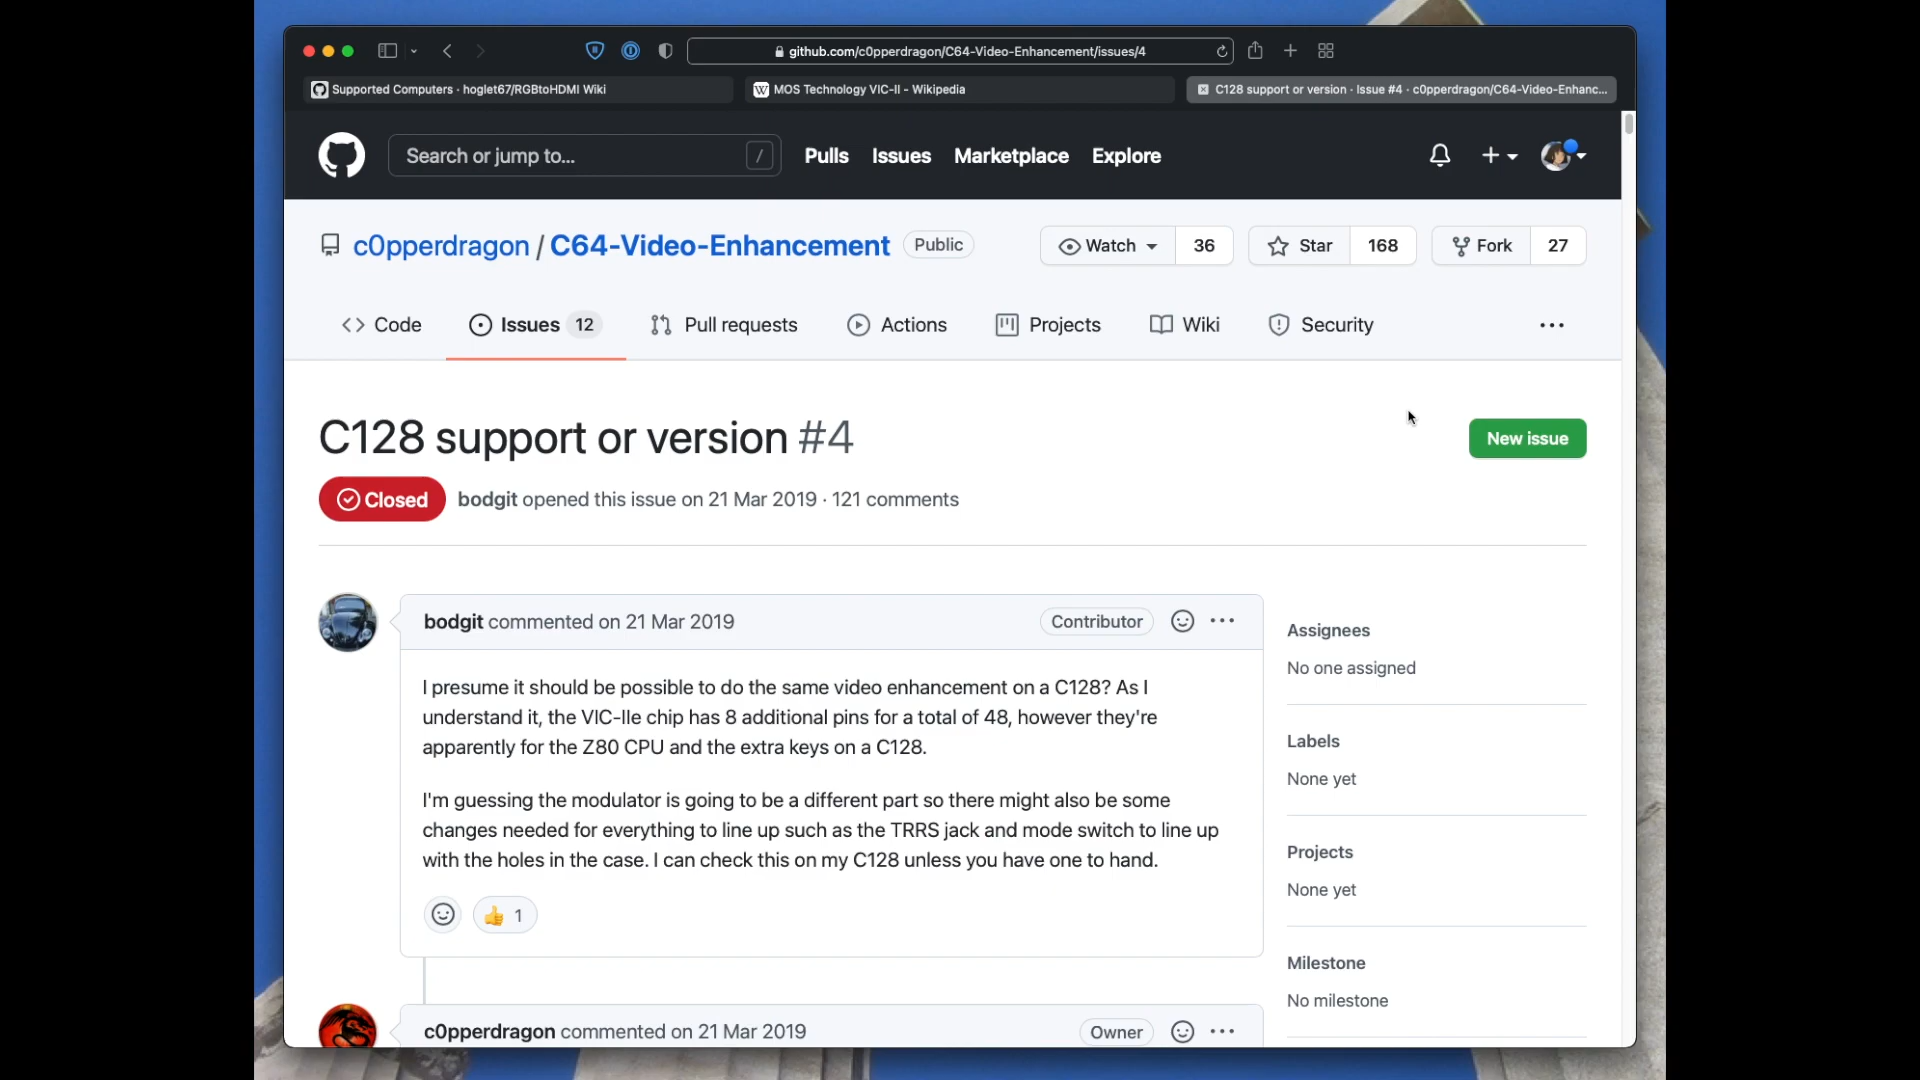 github.com/c0pperdragon/C64-Video-Enhancement/issues/4
Supported Computers · hoglet67/RGBtoHDMI Wiki
W MOS Technology VIC-II - Wikipedia
C128 support or version · Issue #4 · c0pperdragon/C64-Video-Enhanc...
Search or jump to...
/
Pulls
Issues
Marketplace
Explore
c0pperdragon / C64-Video-Enhancement
Public
Watch
36
Star
168
Fork
27
Code
Issues 12
Pull requests
Actions
Projects
Wiki
Security
C128 support or version #4
New issue
Closed
bodgit opened this issue on 21 Mar 2019 · 121 comments
bodgit commented on 21 Mar 2019
Contributor
I presume it should be possible to do the same video enhancement on a C128? As I
understand it, the VIC-IIe chip has 8 additional pins for a total of 48, however they're
apparently for the Z80 CPU and the extra keys on a C128.
I'm guessing the modulator is going to be a different part so there might also be some
changes needed for everything to line up such as the TRRS jack and mode switch to line up
with the holes in the case. I can check this on my C128 unless you have one to hand.
👍 1
Assignees
No one assigned
Labels
None yet
Projects
None yet
Milestone
No milestone
c0pperdragon commented on 21 Mar 2019
Owner